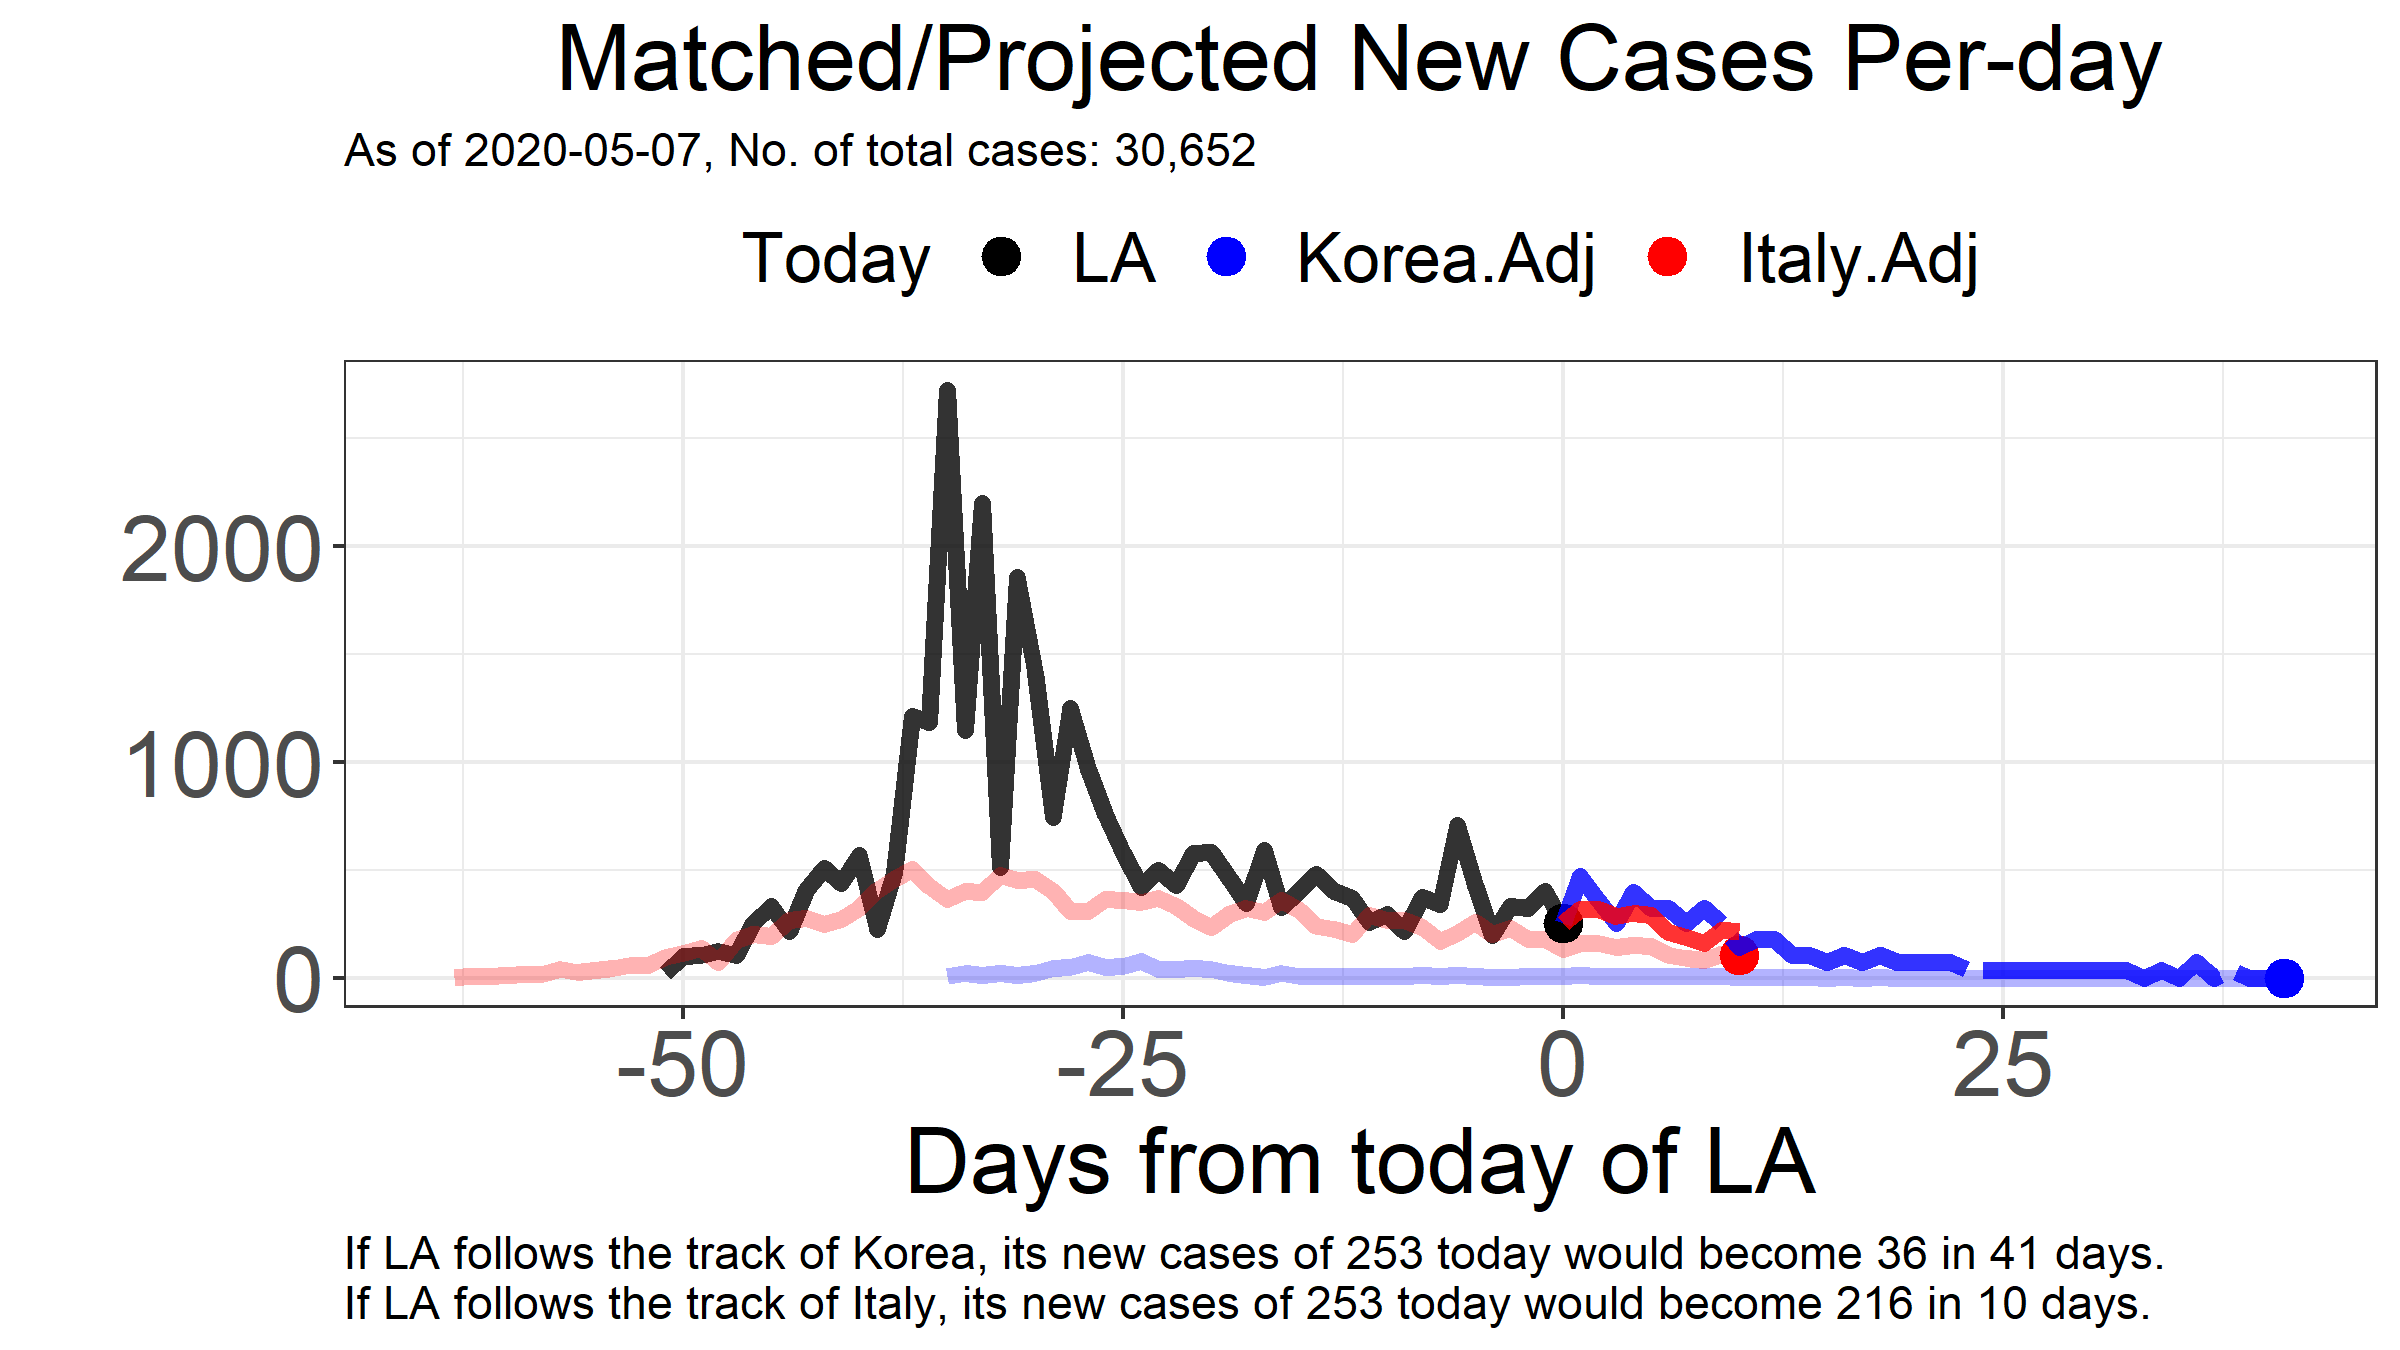 Matched/Projected New Cases Per-day
As of 2020-05-07, No. of total cases: 30,652
Today LA Korea.Adj Italy.Adj
2000
1000
0
-50 -25 0 25
Days from today of LA
If LA follows the track of Korea, its new cases of 253 today would become 36 in 41 days.
If LA follows the track of Italy, its new cases of 253 today would become 216 in 10 days.